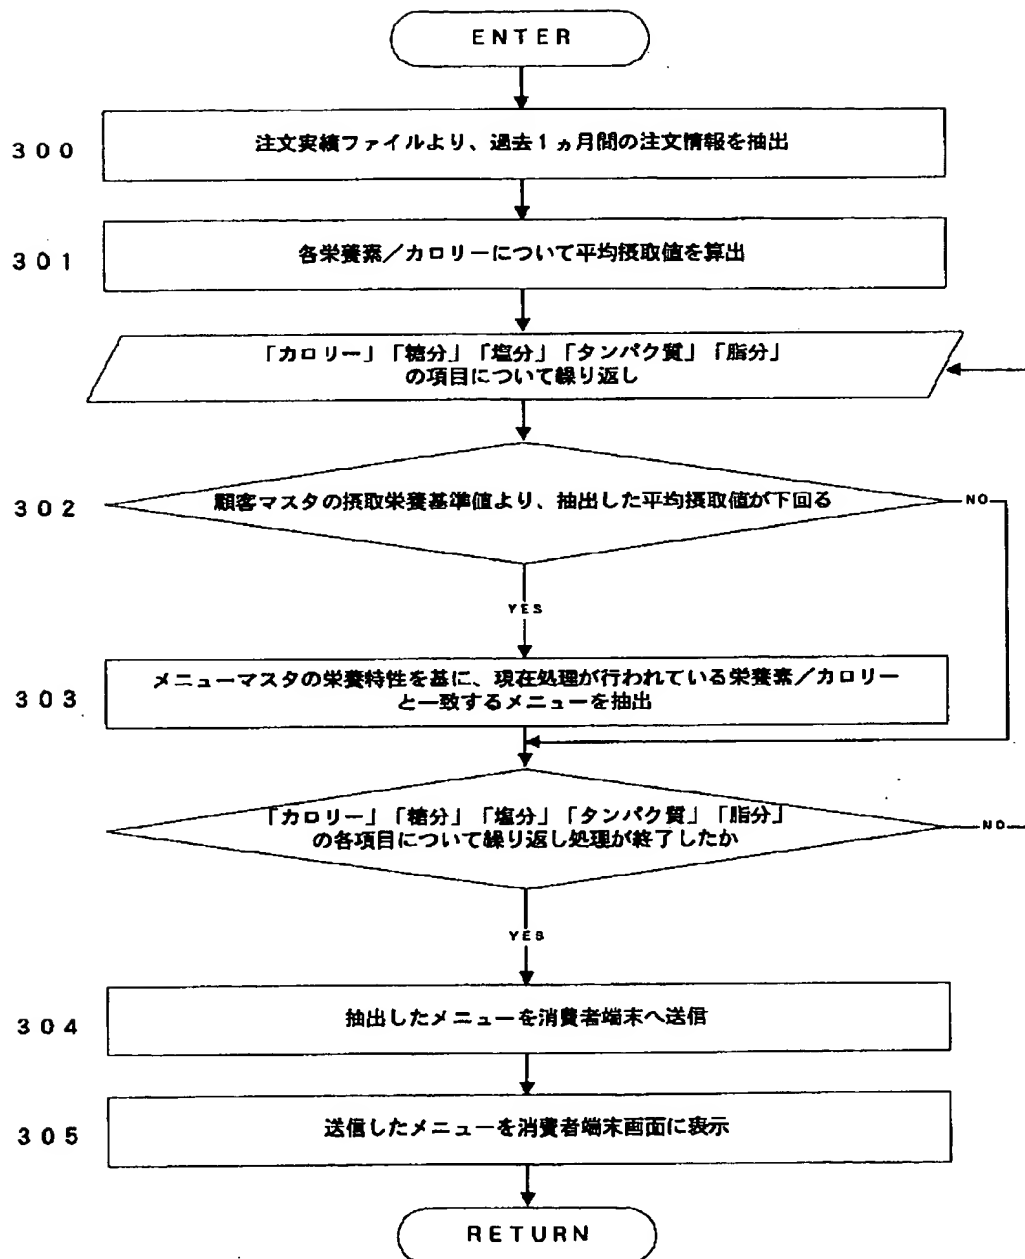 ENTER
300
注文実績ファイルより、過去1ヵ月間の注文情報を抽出
301
各栄養素／カロリーについて平均摂取値を算出
「カロリー」「糖分」「塩分」「タンパク質」「脂分」
の項目について繰り返し
302
顧客マスタの摂取栄養基準値より、抽出した平均摂取値が下回る
NO
YES
303
メニューマスタの栄養特性を基に、現在処理が行われている栄養素／カロリー
と一致するメニューを抽出
「カロリー」「糖分」「塩分」「タンパク質」「脂分」
の各項目について繰り返し処理が終了したか
NO
YES
304
抽出したメニューを消費者端末へ送信
305
送信したメニューを消費者端末画面に表示
RETURN